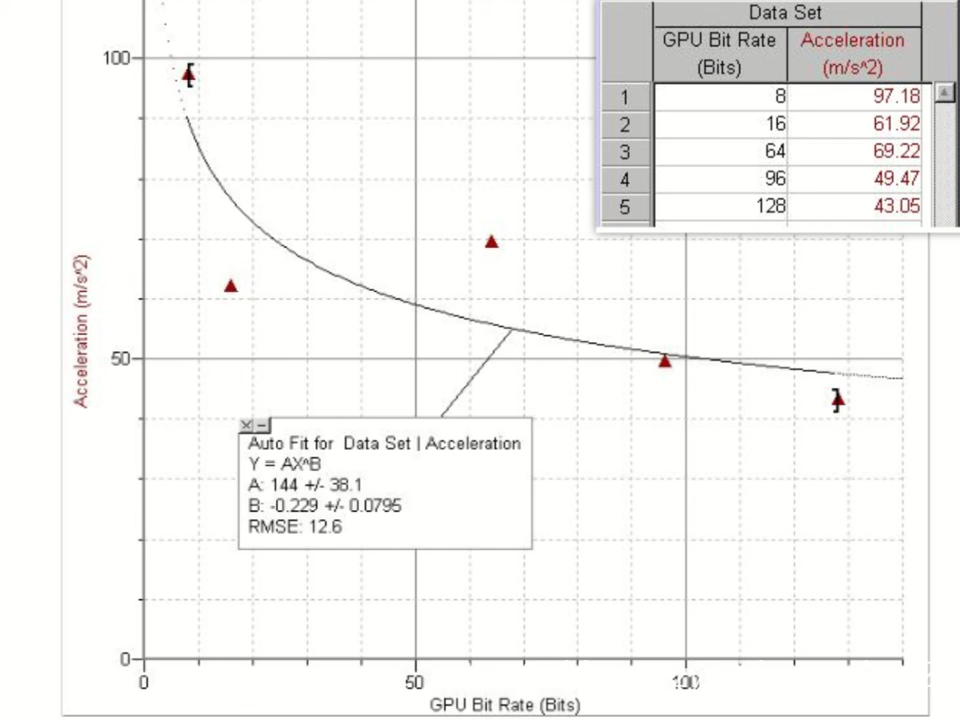 Data Set
GPU Bit Rate Acceleration
(Bits) (m/s^2)
1 8 97.18
2 16 61.92
3 64 69.22
4 96 49.47
5 128 43.05
100
50
0
Acceleration (m/s^2)
Auto Fit for Data Set | Acceleration
Y = AX^B
A: 144 +/- 38.1
B: -0.229 +/- 0.0795
RMSE: 12.6
0 50 100
GPU Bit Rate (Bits)